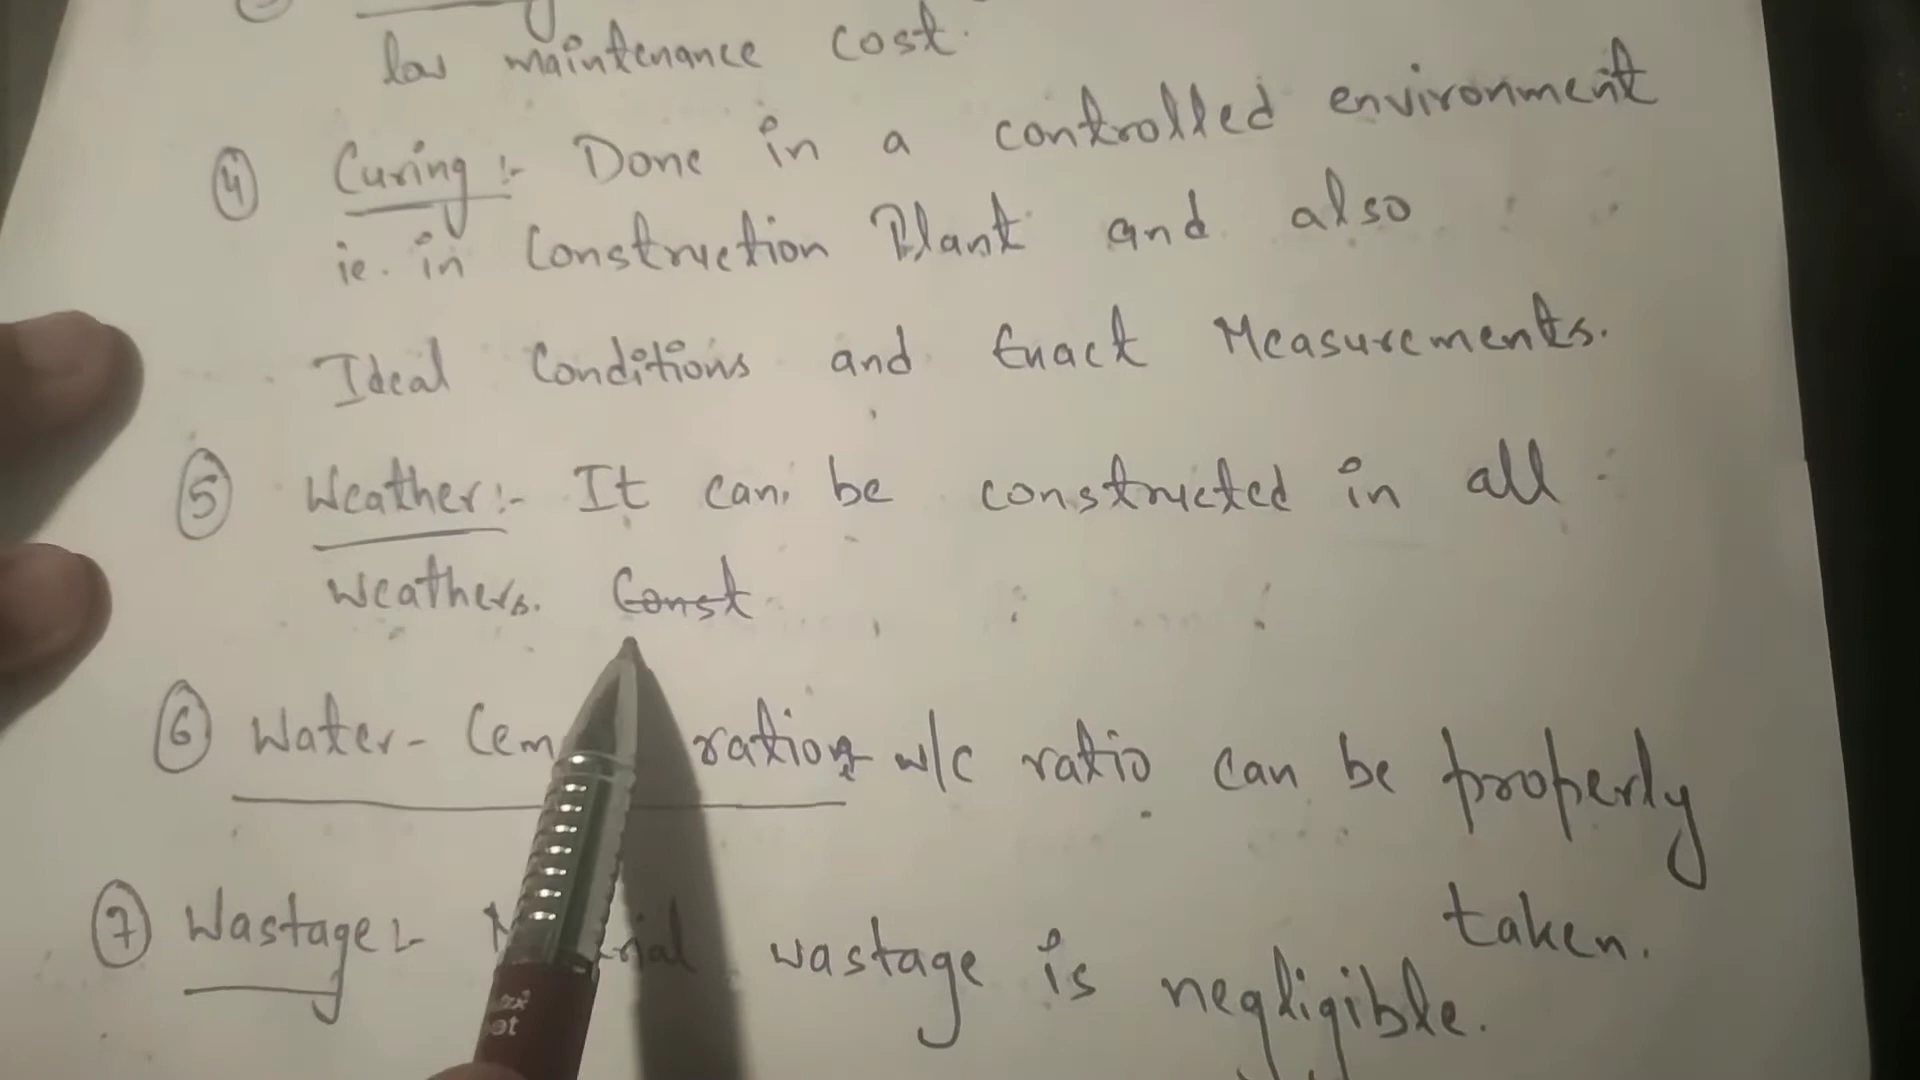 low maintenance cost.
④ Curing :- Done in a controlled environment
ie. in Construction Plant and also
Ideal Conditions and Exact Measurements.
⑤ Weather :- It can be constructed in all
weathers. Const
⑥ Water - Cem ratio :- w/c ratio can be properly
taken.
⑦ Wastage :- wastage is negligible.